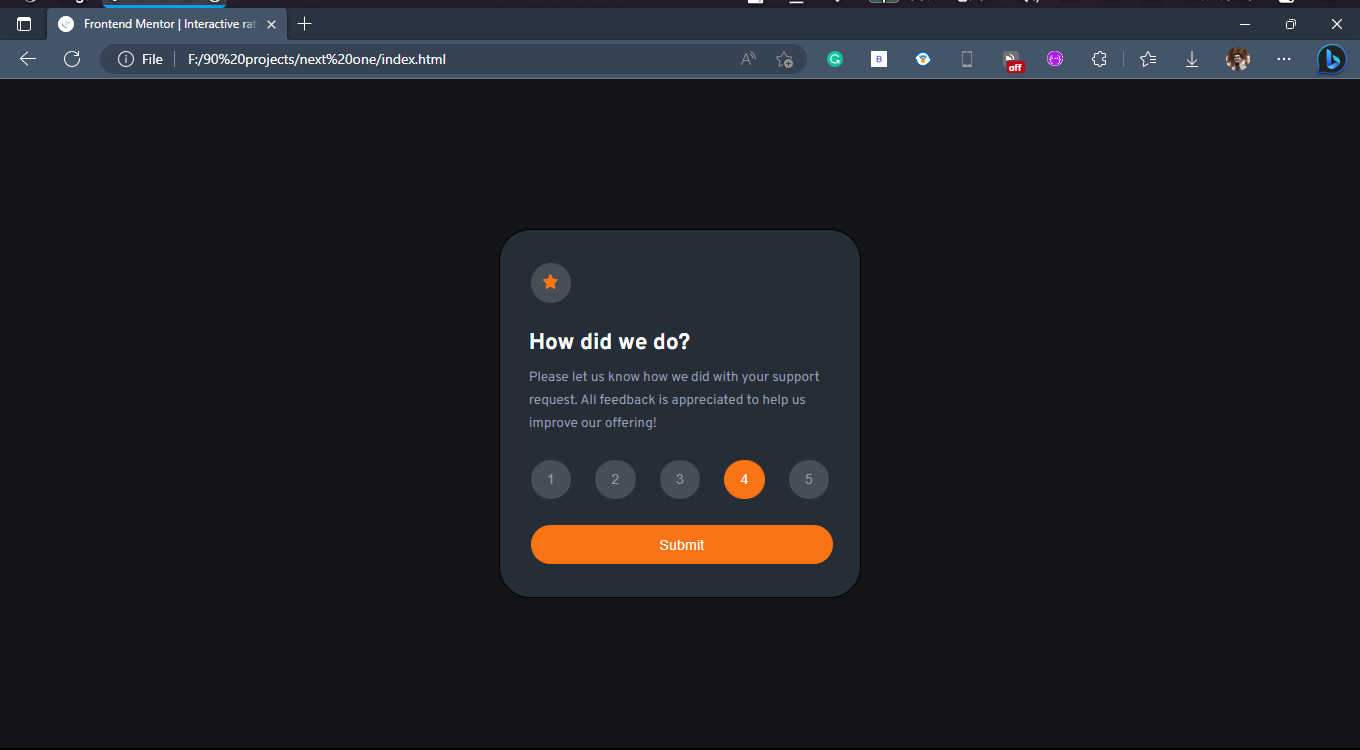 Frontend Mentor | Interactive rat
File
F:/90%20projects/next%20one/index.html
A
G
B
off
b
How did we do?
Please let us know how we did with your support
request. All feedback is appreciated to help us
improve our offering!
1 2 3 4 5
Submit